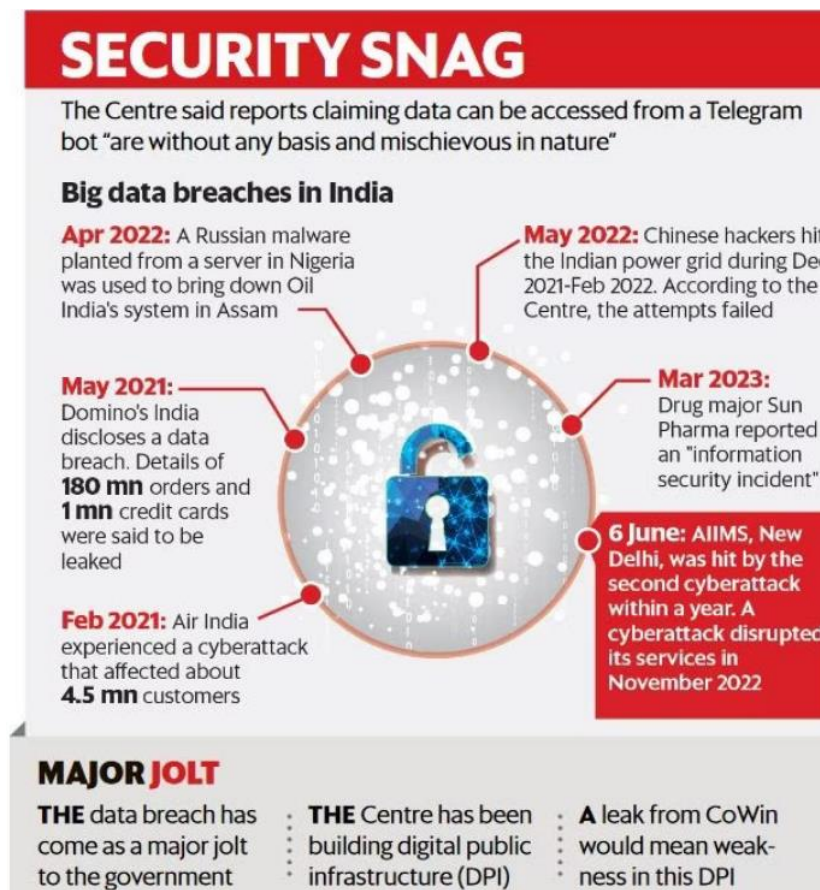 SECURITY SNAG
The Centre said reports claiming data can be accessed from a Telegram
bot “are without any basis and mischievous in nature”
Big data breaches in India
Apr 2022: A Russian malware
planted from a server in Nigeria
was used to bring down Oil
India's system in Assam
May 2022: Chinese hackers hit
the Indian power grid during Dec
2021-Feb 2022. According to the
Centre, the attempts failed
May 2021:
Domino's India
discloses a data
breach. Details of
180 mn orders and
1 mn credit cards
were said to be
leaked
Mar 2023:
Drug major Sun
Pharma reported
an "information
security incident"
Feb 2021: Air India
experienced a cyberattack
that affected about
4.5 mn customers
6 June: AIIMS, New
Delhi, was hit by the
second cyberattack
within a year. A
cyberattack disrupted
its services in
November 2022
MAJOR JOLT
THE data breach has
come as a major jolt
to the government
THE Centre has been
building digital public
infrastructure (DPI)
A leak from CoWin
would mean weak-
ness in this DPI